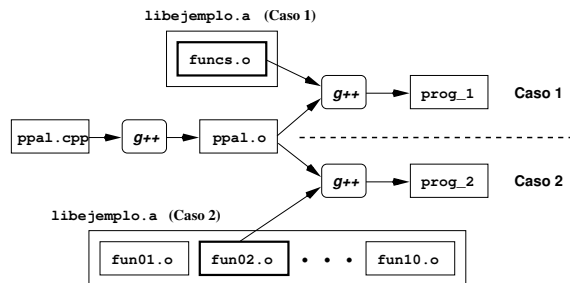 libejemplo.a (Caso 1)
funcs.o
g++ prog_1 Caso 1
ppal.cpp g++ ppal.o
g++ prog_2 Caso 2
libejemplo.a (Caso 2)
fun01.o fun02.o • • • fun10.o